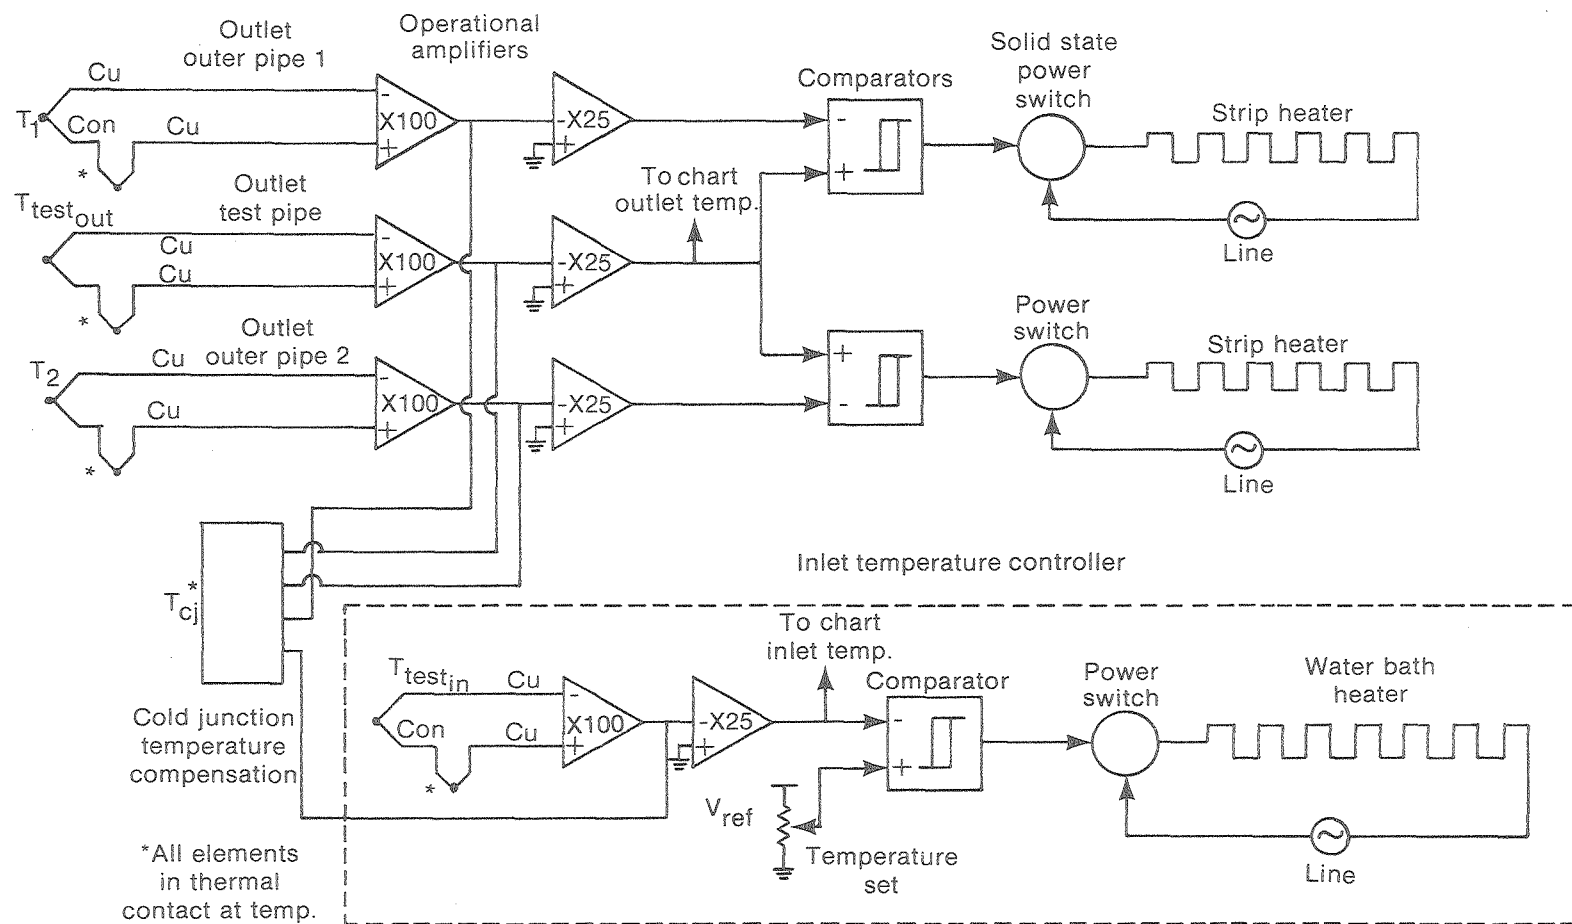 Outlet
outer pipe 1
Operational
amplifiers
Solid state
power
switch
Comparators
Strip heater
Cu
T1
Con
Cu
*
-
X100
+
-X25
+
-
+
Line
Outlet
test pipe
To chart
outlet temp.
Ttestout
Cu
Cu
*
-
X100
+
-X25
+
Outlet
outer pipe 2
Power
switch
Strip heater
T2
Cu
Cu
*
-
X100
+
-X25
+
+
-
Line
Inlet temperature controller
*
Tcj
Cold junction
temperature
compensation
To chart
inlet temp.
Ttestin
Cu
Con
Cu
*
-
X100
+
-X25
+
Comparator
-
+
Power
switch
Water bath
heater
Vref
Temperature
set
Line
*All elements
in thermal
contact at temp.